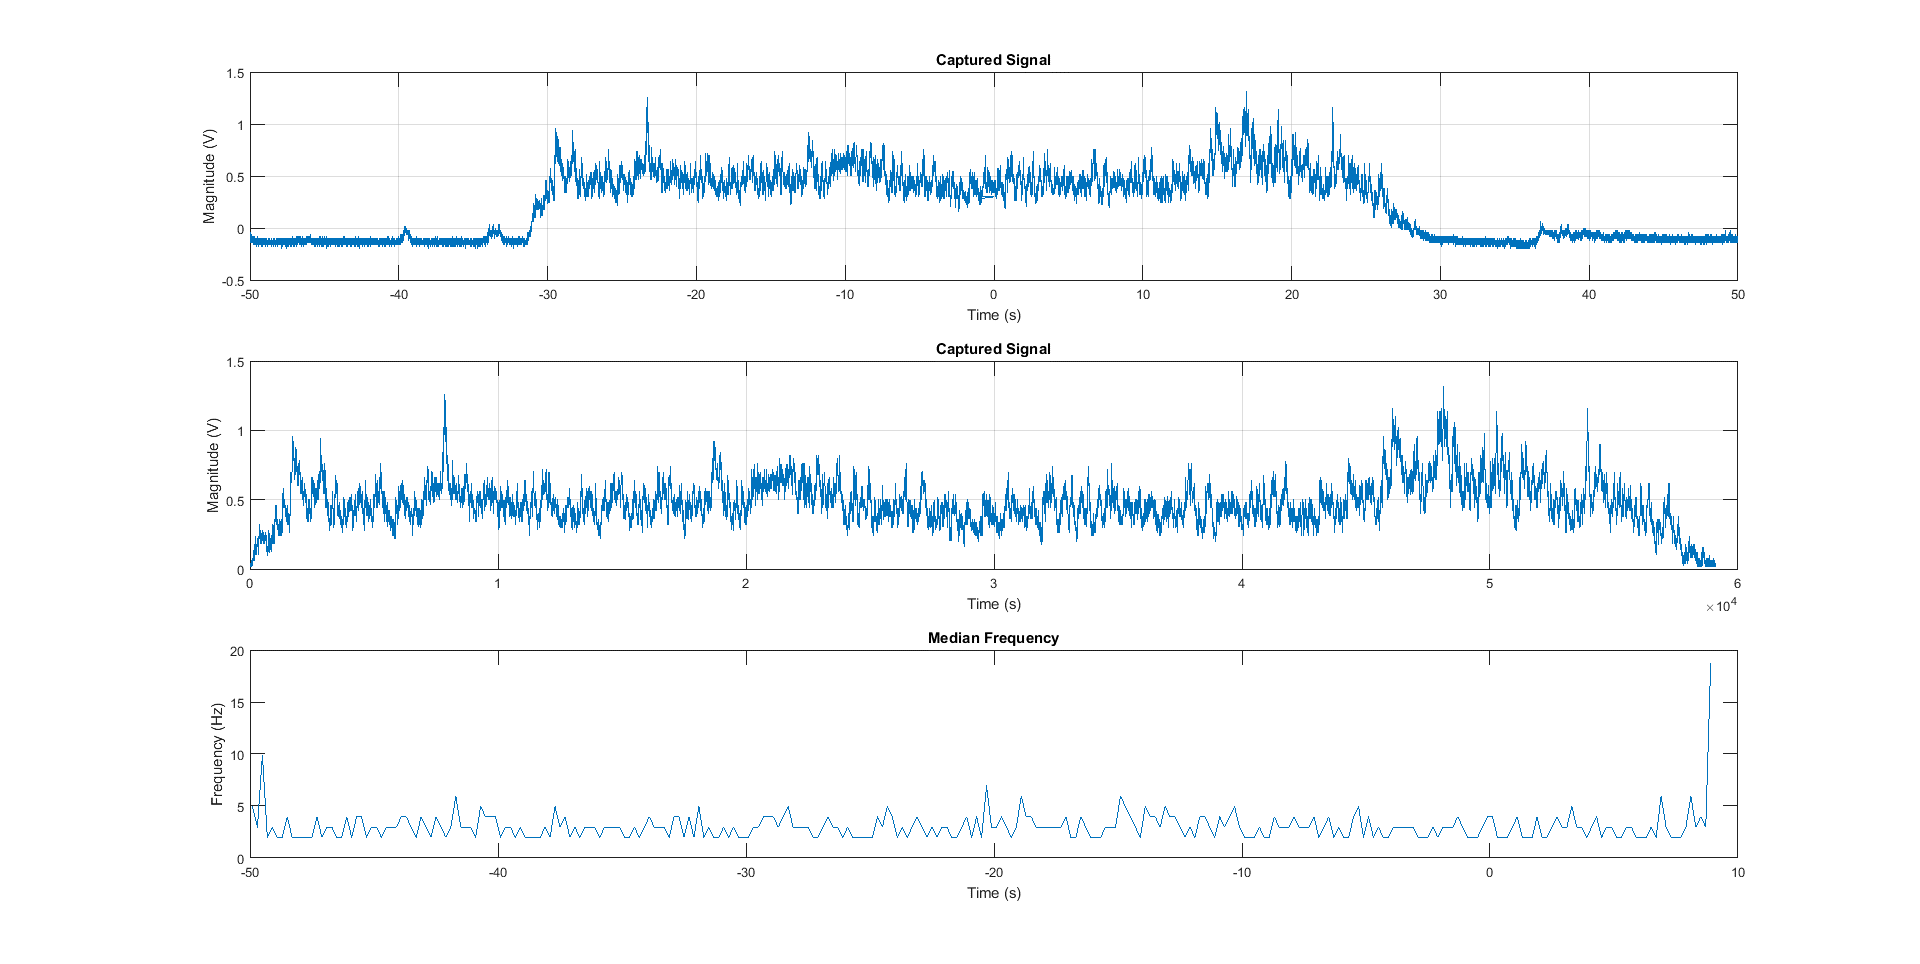 Captured Signal
1.5
1
0.5
0
-0.5
Magnitude (V)
-50 -40 -30 -20 -10 0 10 20 30 40 50
Time (s)
Captured Signal
1.5
1
0.5
0
Magnitude (V)
0 1 2 3 4 5 6
×10^4
Time (s)
Median Frequency
20
15
10
5
0
Frequency (Hz)
-50 -40 -30 -20 -10 0 10
Time (s)